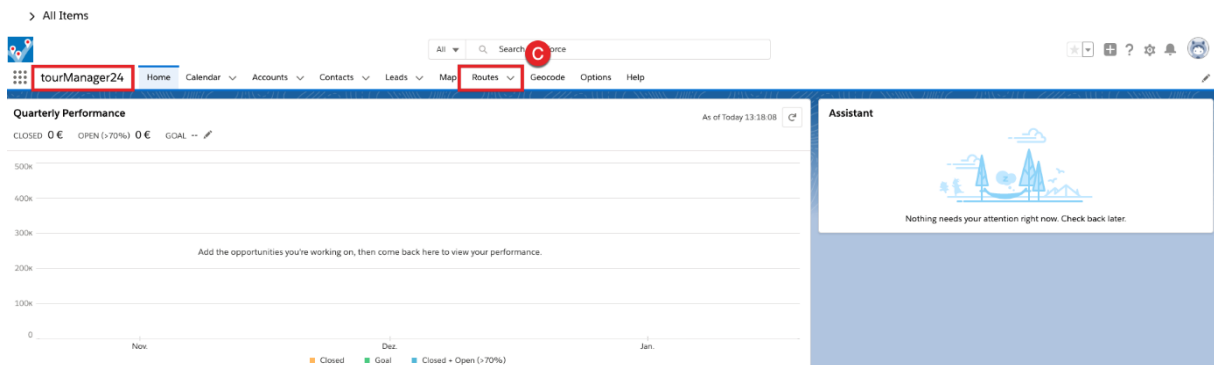 All Items
All
Search
orce
C
tourManager24 Home Calendar Accounts Contacts Leads Map Routes Geocode Options Help
Quarterly Performance
As of Today 13:18:08
CLOSED 0 € OPEN (>70%) 0 € GOAL --
500K
400K
300K
200K
100K
0
Add the opportunities you're working on, then come back here to view your performance.
Nov. Dez. Jan.
Closed Goal Closed + Open (>70%)
Assistant
Nothing needs your attention right now. Check back later.